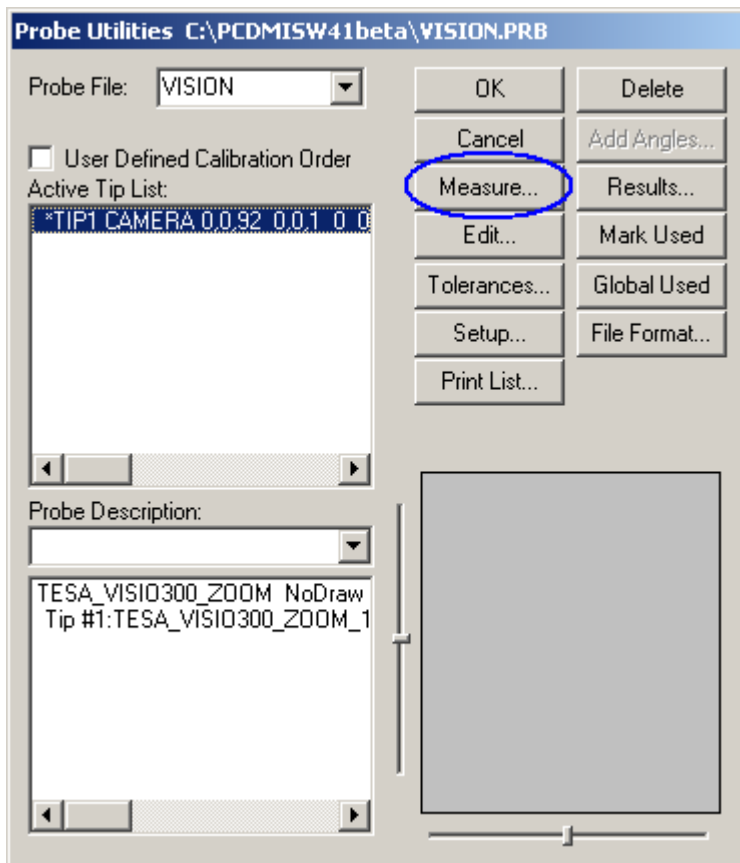 Probe Utilities C:\PCDMISW41beta\VISION.PRB
Probe File: VISION
OK Delete
Cancel Add Angles...
User Defined Calibration Order
Active Tip List:
Measure... Results...
*TIP1 CAMERA 0,0,92 0,0,1 0 0
Edit... Mark Used
Tolerances... Global Used
Setup... File Format...
Print List...
Probe Description:
TESA_VISIO300_ZOOM NoDraw
Tip #1:TESA_VISIO300_ZOOM_1